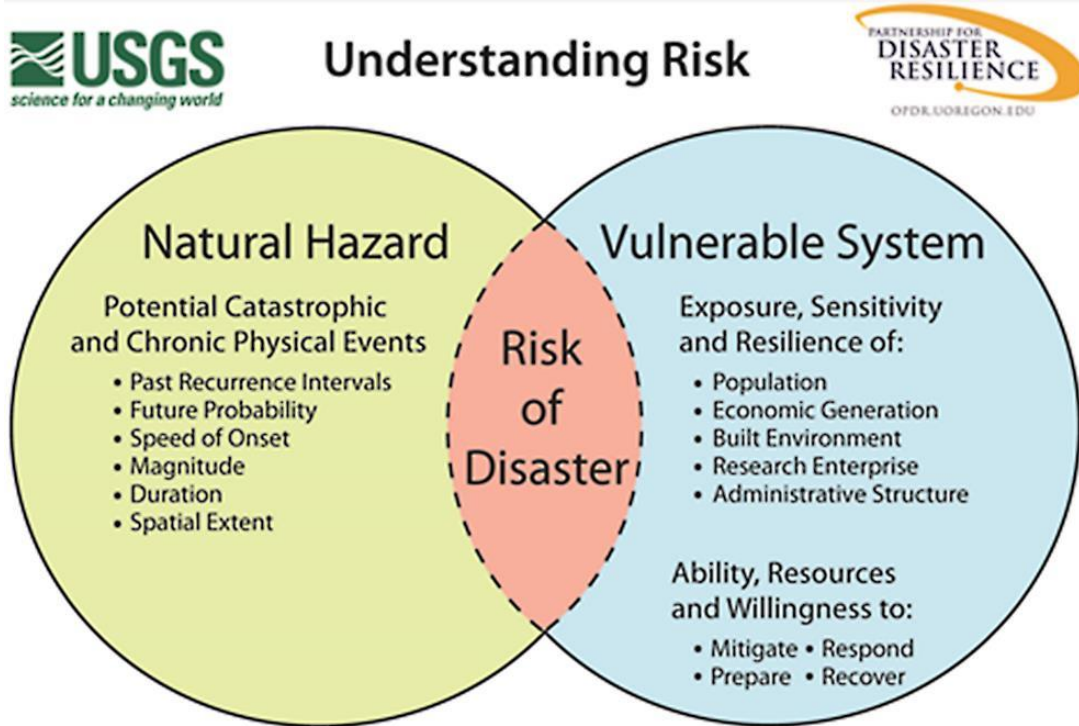 USGS
science for a changing world
Understanding Risk
PARTNERSHIP FOR
DISASTER
RESILIENCE
OPDR.UOREGON.EDU
Natural Hazard
Potential Catastrophic
and Chronic Physical Events
• Past Recurrence Intervals
• Future Probability
• Speed of Onset
• Magnitude
• Duration
• Spatial Extent
Risk
of
Disaster
Vulnerable System
Exposure, Sensitivity
and Resilience of:
• Population
• Economic Generation
• Built Environment
• Research Enterprise
• Administrative Structure
Ability, Resources
and Willingness to:
• Mitigate • Respond
• Prepare • Recover